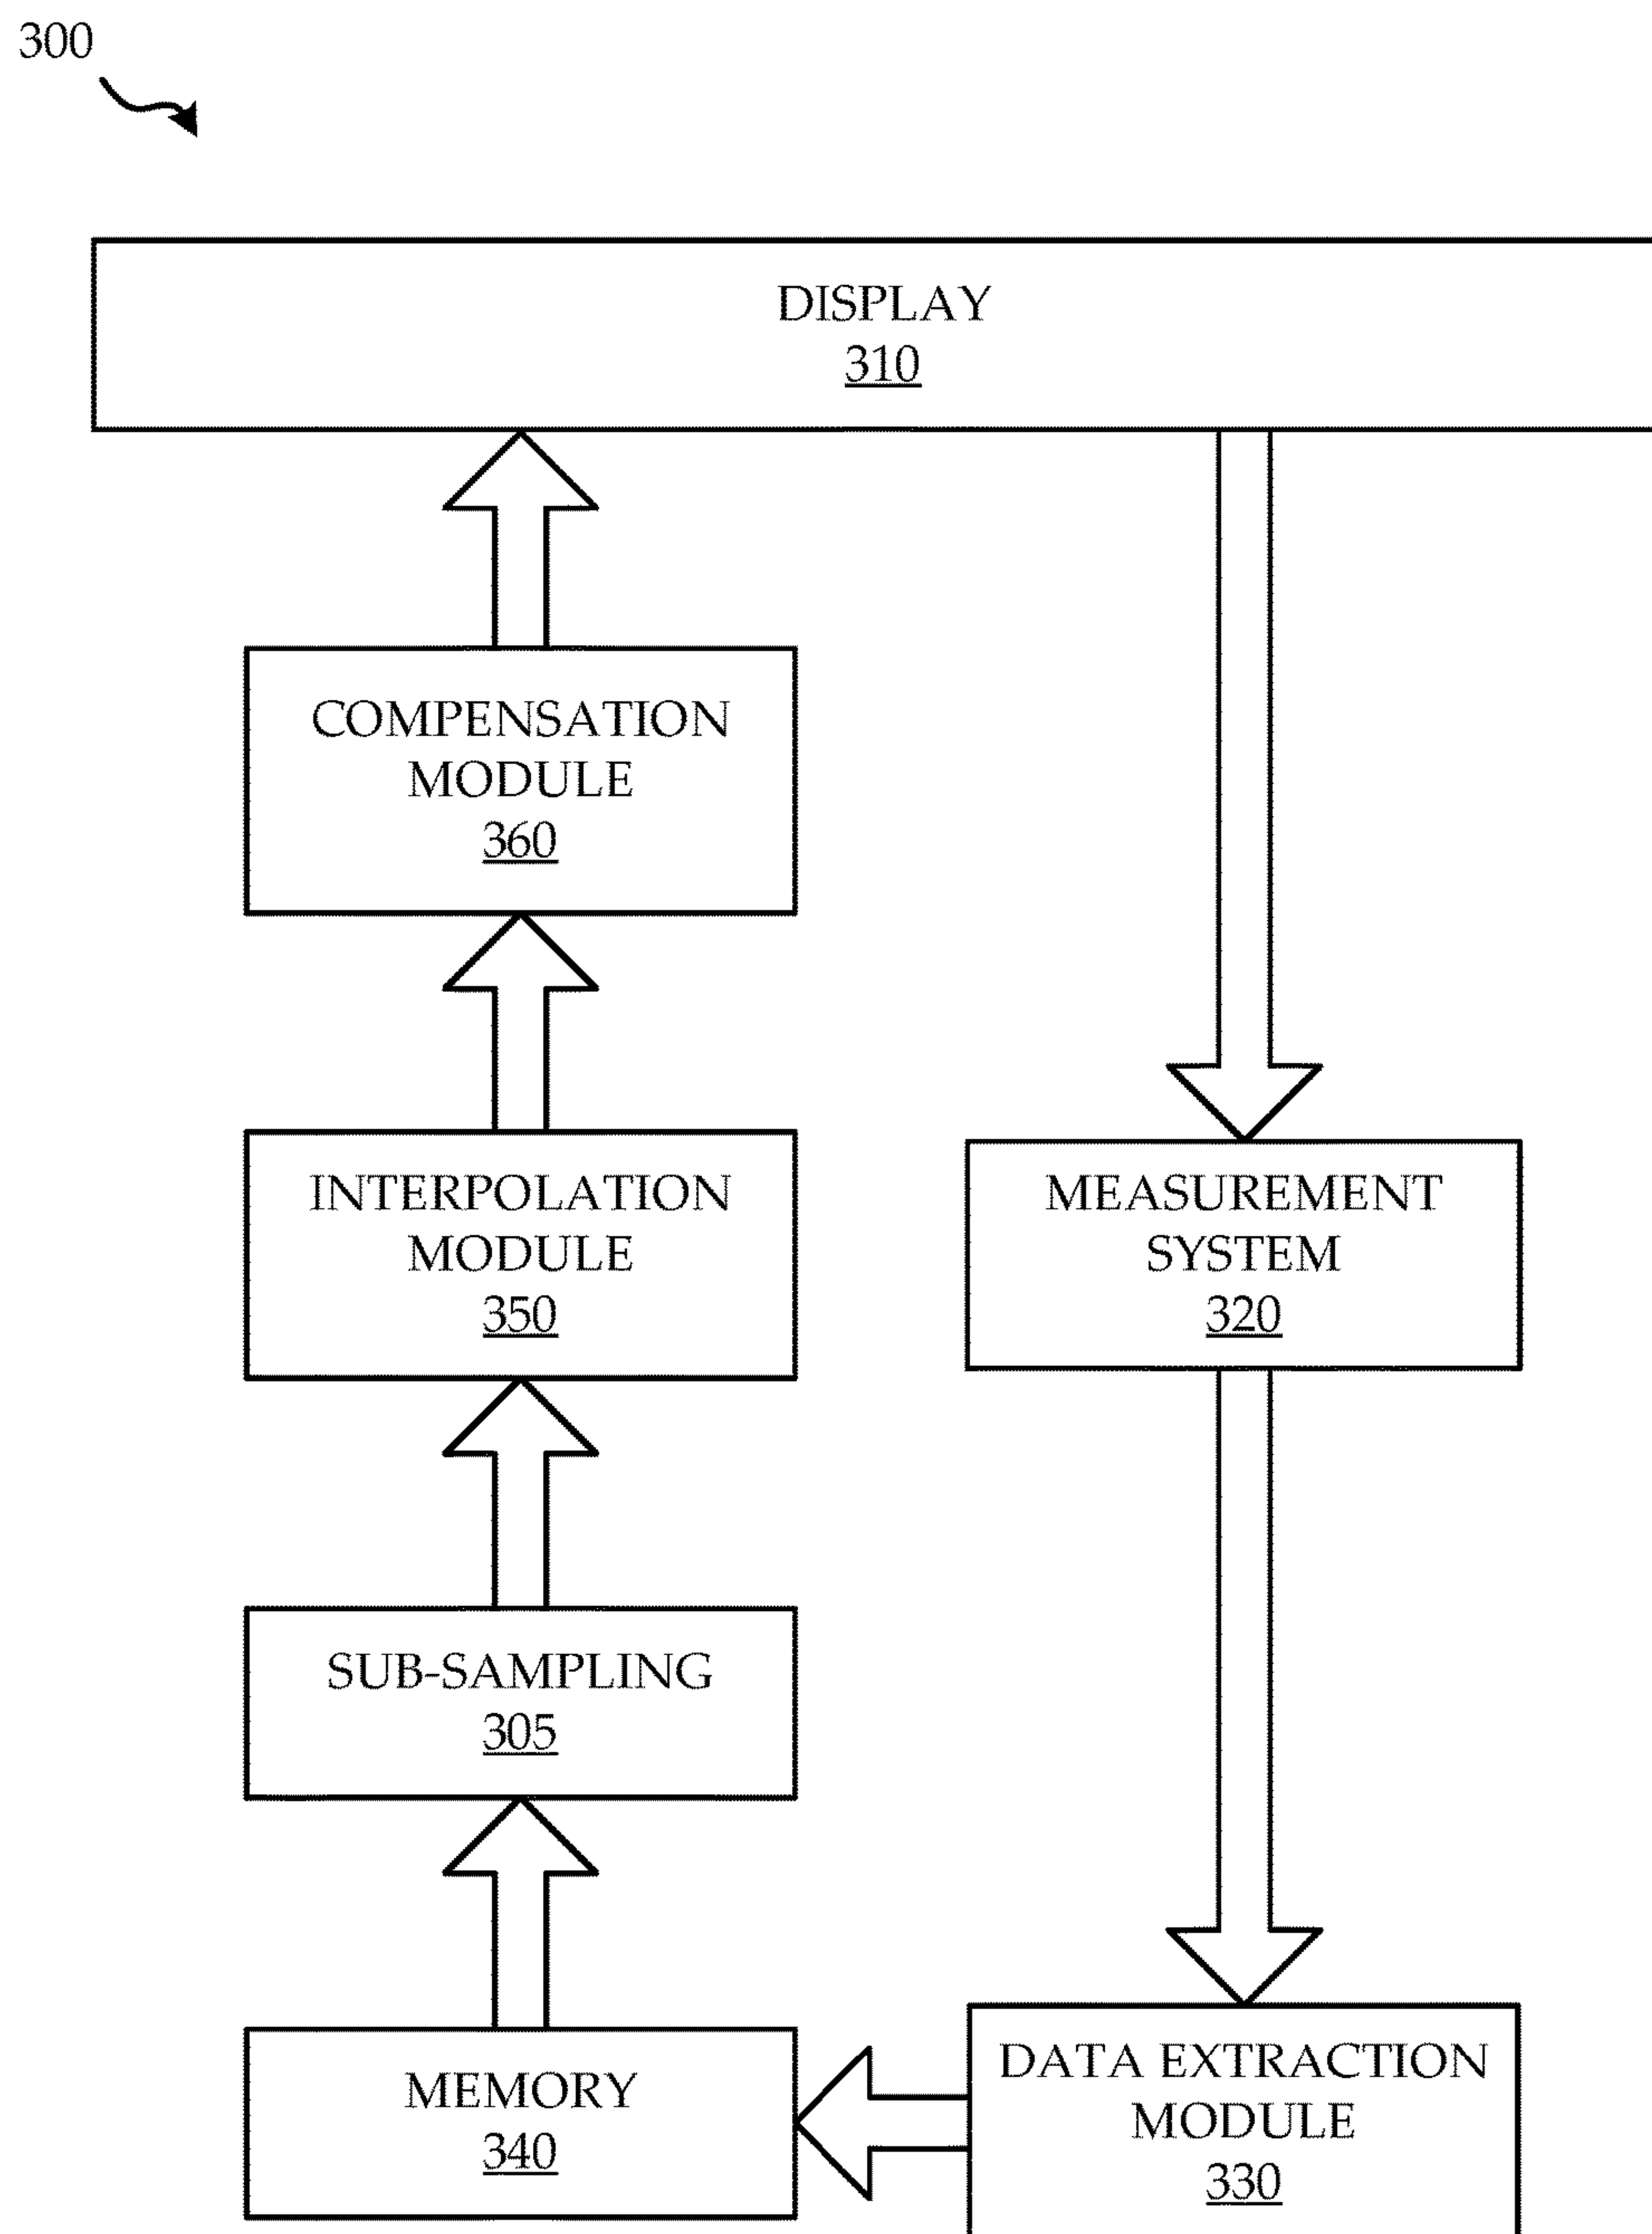 300
DISPLAY
310
COMPENSATION
MODULE
360
INTERPOLATION
MODULE
350
MEASUREMENT
SYSTEM
320
SUB-SAMPLING
305
MEMORY
340
DATA EXTRACTION
MODULE
330